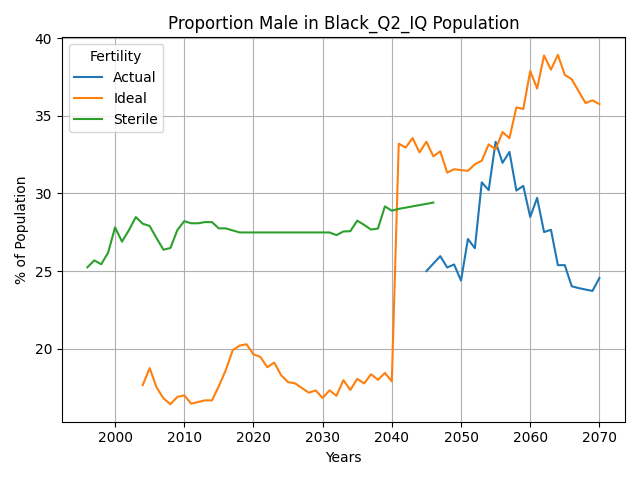 Proportion Male in Black_Q2_IQ Population
% of Population
40
35
30
25
20
Fertility
Actual
Ideal
Sterile
2000 2010 2020 2030 2040 2050 2060 2070
Years